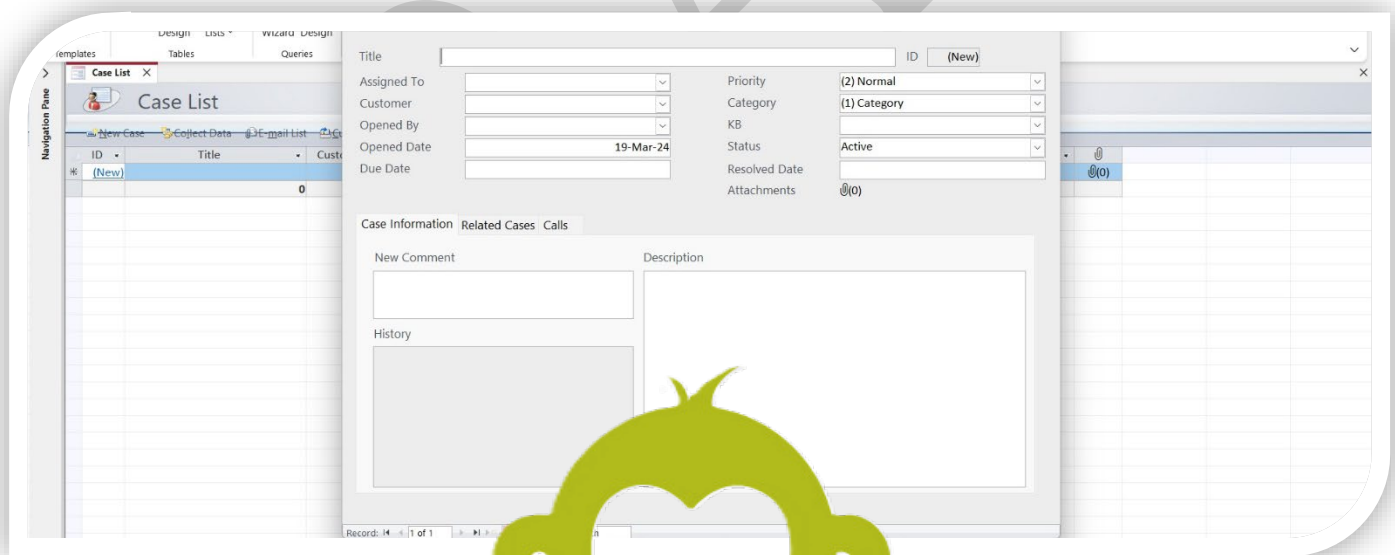 Design Lists Wizard Design
Templates Tables Queries
Navigation Pane
Case List
Case List
New Case Collect Data E-mail List
ID Title
(New) (0)
0
Title ID (New)
Assigned To Priority (2) Normal
Customer Category (1) Category
Opened By KB
Opened Date 19-Mar-24 Status Active
Due Date Resolved Date
Attachments (0)
Case Information Related Cases Calls
New Comment Description
History
Record: 1 of 1